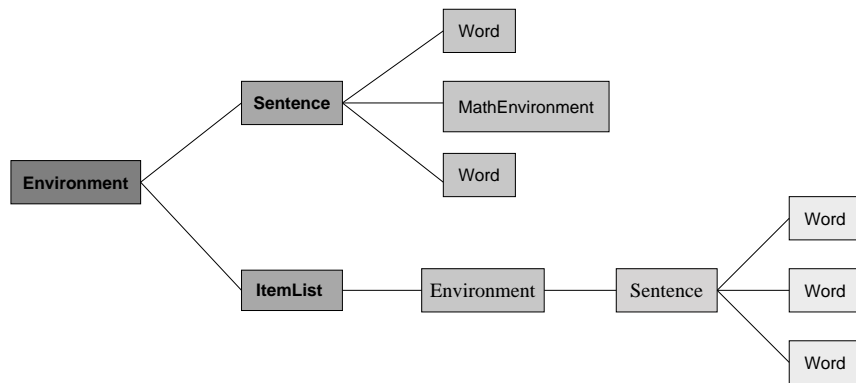 Word
Sentence
MathEnvironment
Word
Environment
Word
ItemList
Environment
Sentence
Word
Word